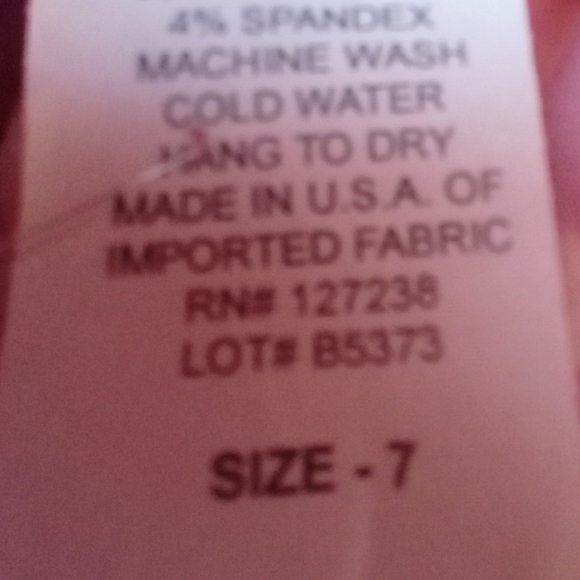 4% SPANDEX
MACHINE WASH
COLD WATER
HANG TO DRY
MADE IN U.S.A. OF
IMPORTED FABRIC
RN# 127238
LOT# B5373
SIZE - 7